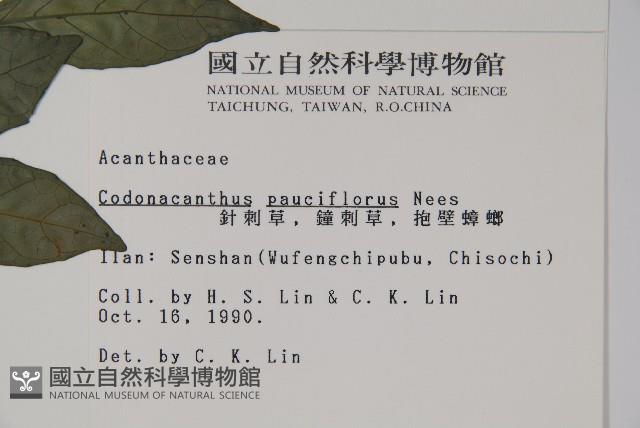 國立自然科學博物館
NATIONAL MUSEUM OF NATURAL SCIENCE
TAICHUNG, TAIWAN, R.O.CHINA
Acanthaceae
Codonacanthus pauciflorus Nees
針刺草, 鐘刺草, 抱壁蟑螂
Ilan: Senshan(Wufengchipubu, Chisochi)
Coll. by H. S. Lin & C. K. Lin
Oct. 16, 1990.
Det. by C. K. Lin
國立自然科學博物館
NATIONAL MUSEUM OF NATURAL SCIENCE